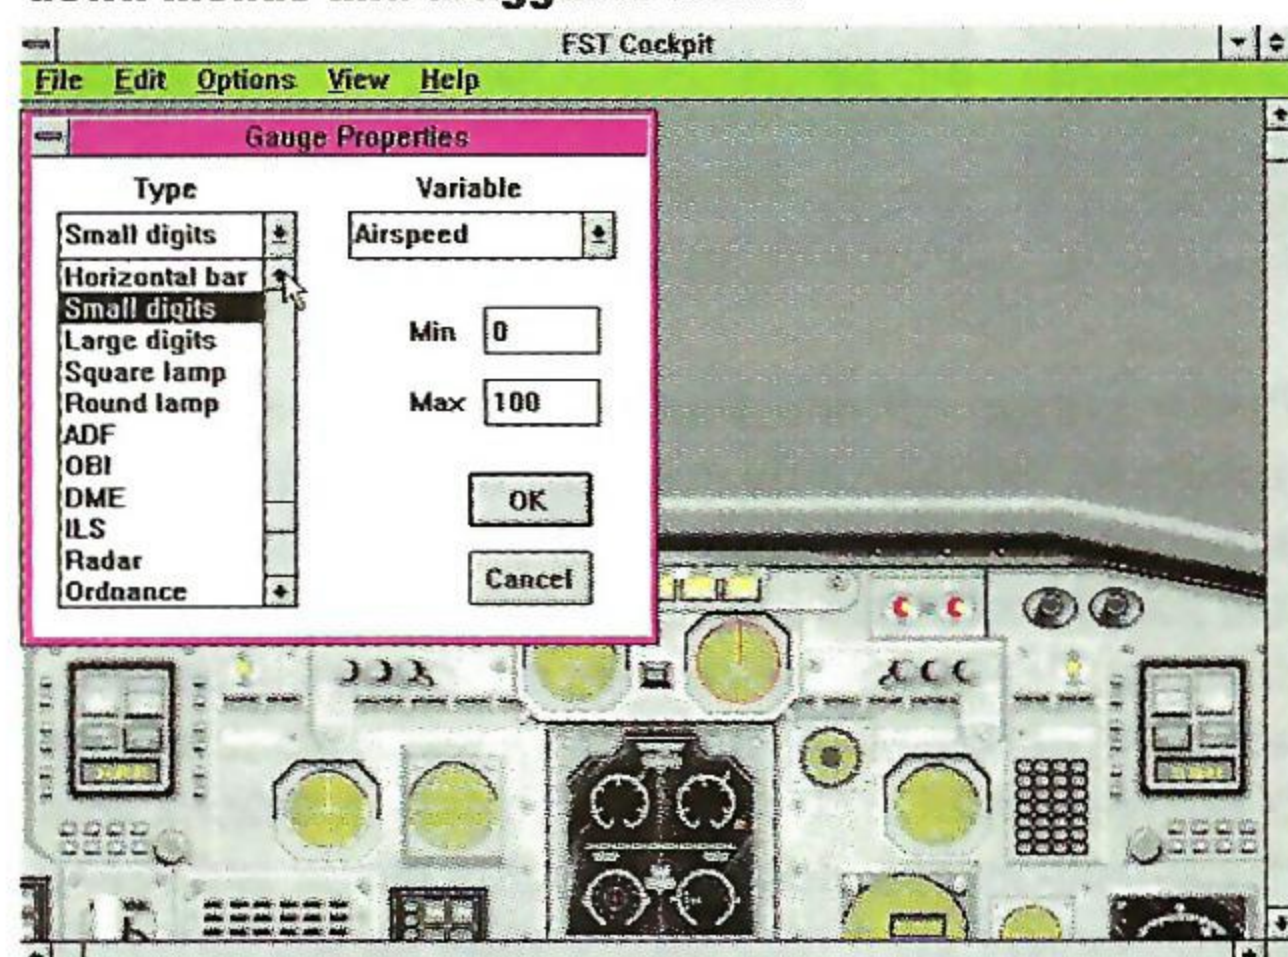 FST Cockpit
File Edit Options View Help
Gauge Properties
Type Variable
Small digits Airspeed
Horizontal bar
Small digits
Large digits
Square lamp
Round lamp
ADF
OBI
DME
ILS
Radar
Ordnance
Min 0
Max 100
OK
Cancel